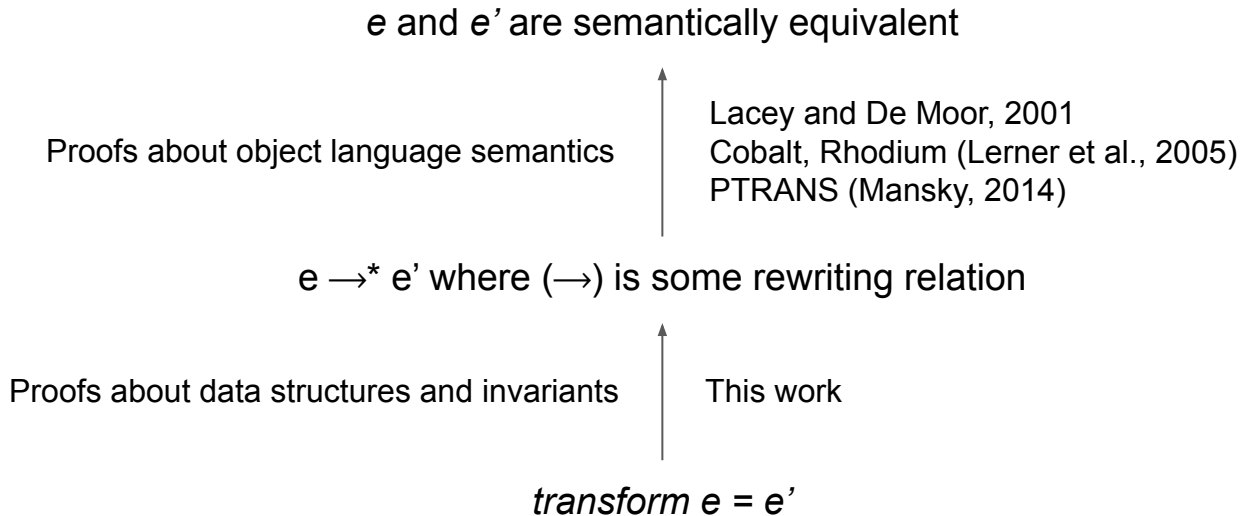 e and e’ are semantically equivalent
Proofs about object language semantics
Lacey and De Moor, 2001
Cobalt, Rhodium (Lerner et al., 2005)
PTRANS (Mansky, 2014)
e ⟶* e’ where (⟶) is some rewriting relation
Proofs about data structures and invariants
This work
transform e = e’